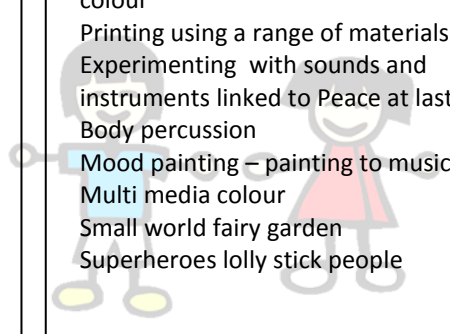 colour
Printing using a range of materials
Experimenting with sounds and
instruments linked to Peace at last
Body percussion
Mood painting – painting to music
Multi media colour
Small world fairy garden
Superheroes lolly stick people